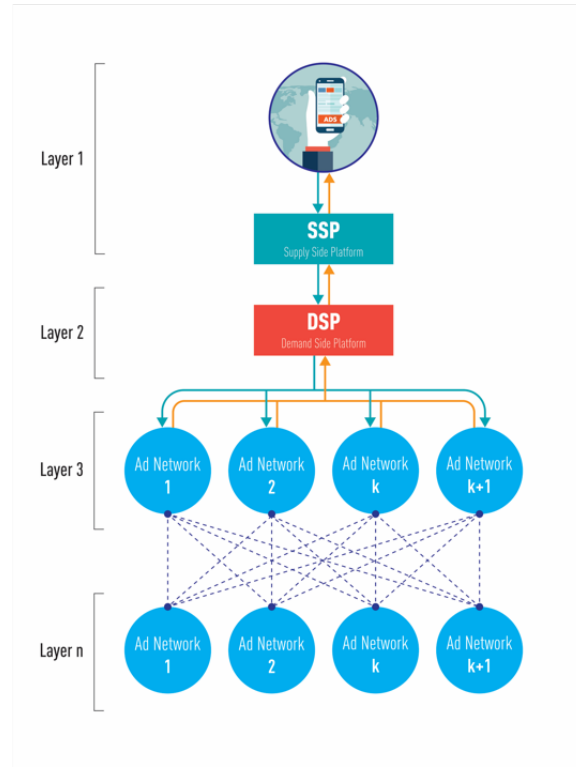 Layer 1
ADS
SSP
Supply Side Platform
Layer 2
DSP
Demand Side Platform
Layer 3
Ad Network
1
Ad Network
2
Ad Network
k
Ad Network
k+1
Layer n
Ad Network
1
Ad Network
2
Ad Network
k
Ad Network
k+1